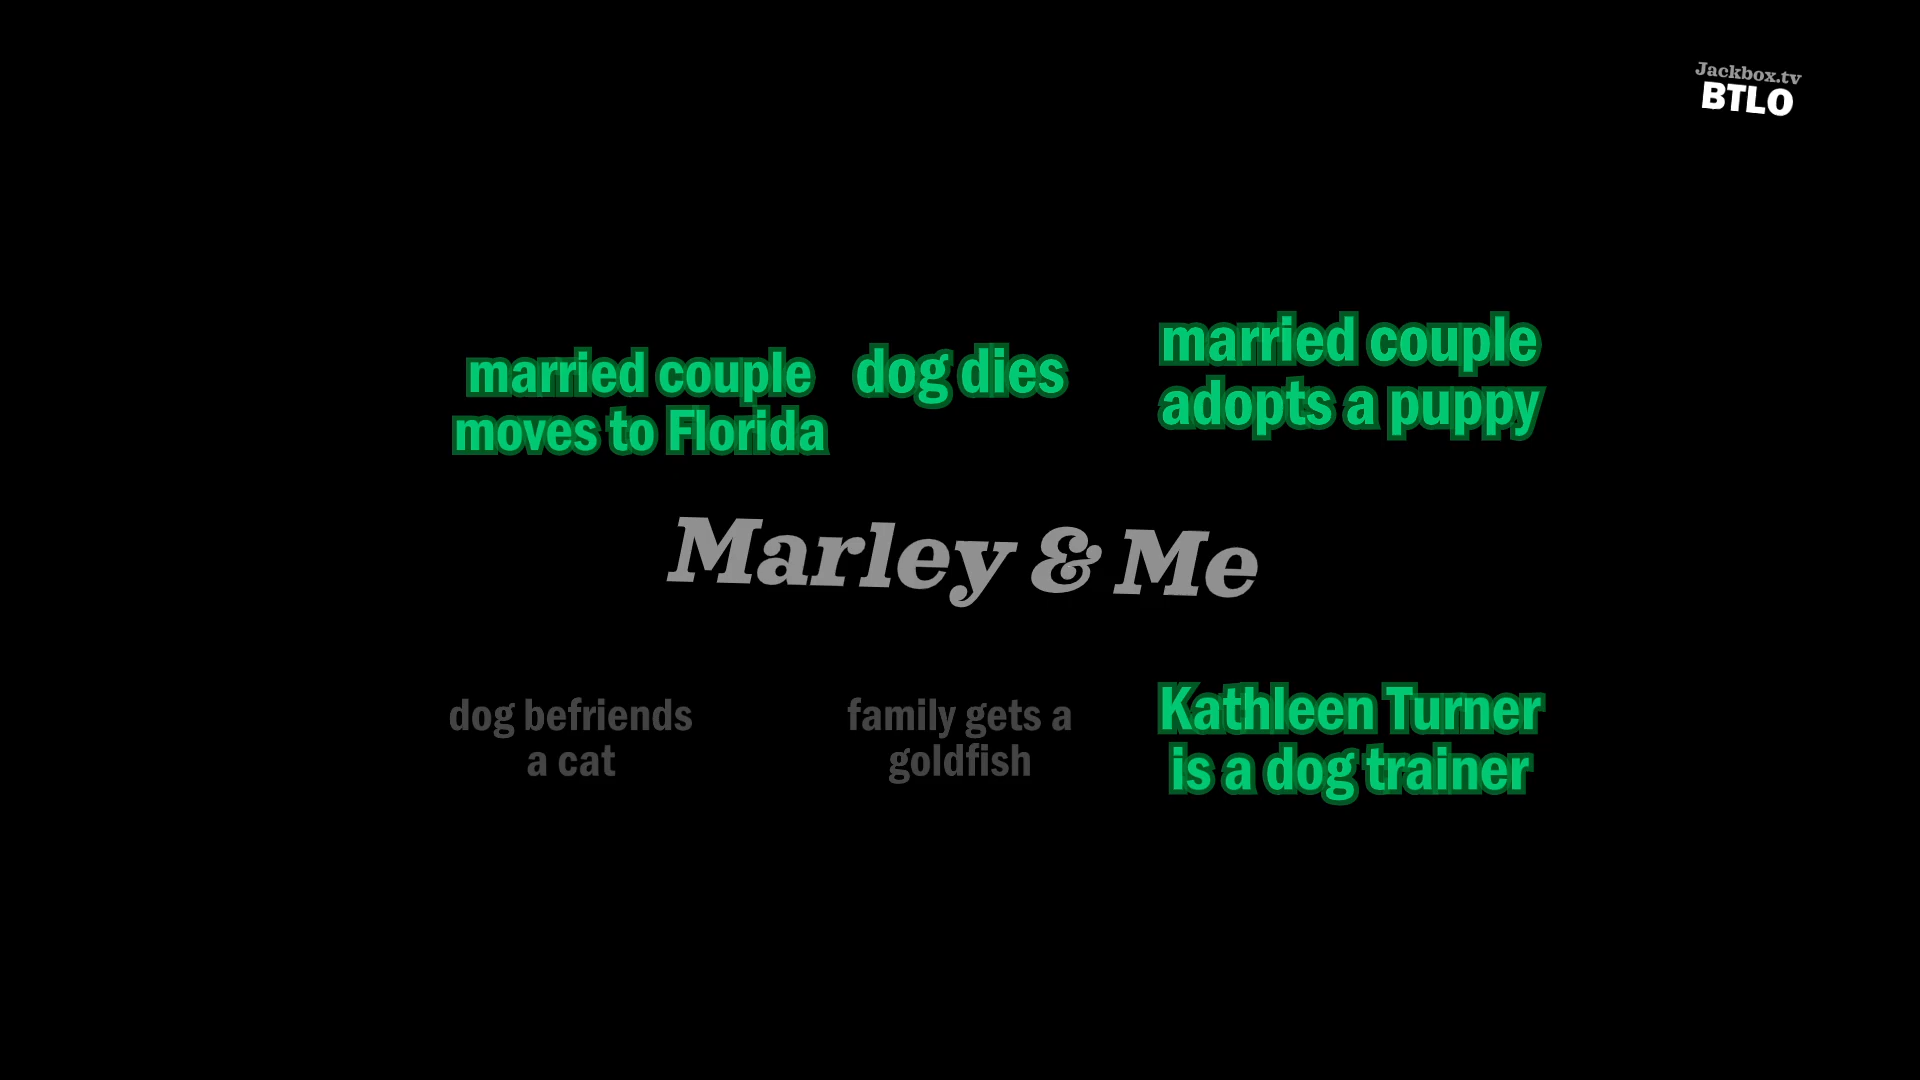 Jackbox.tv
BTLO
married couple
moves to Florida
dog dies
married couple
adopts a puppy
Marley & Me
dog befriends
a cat
family gets a
goldfish
Kathleen Turner
is a dog trainer